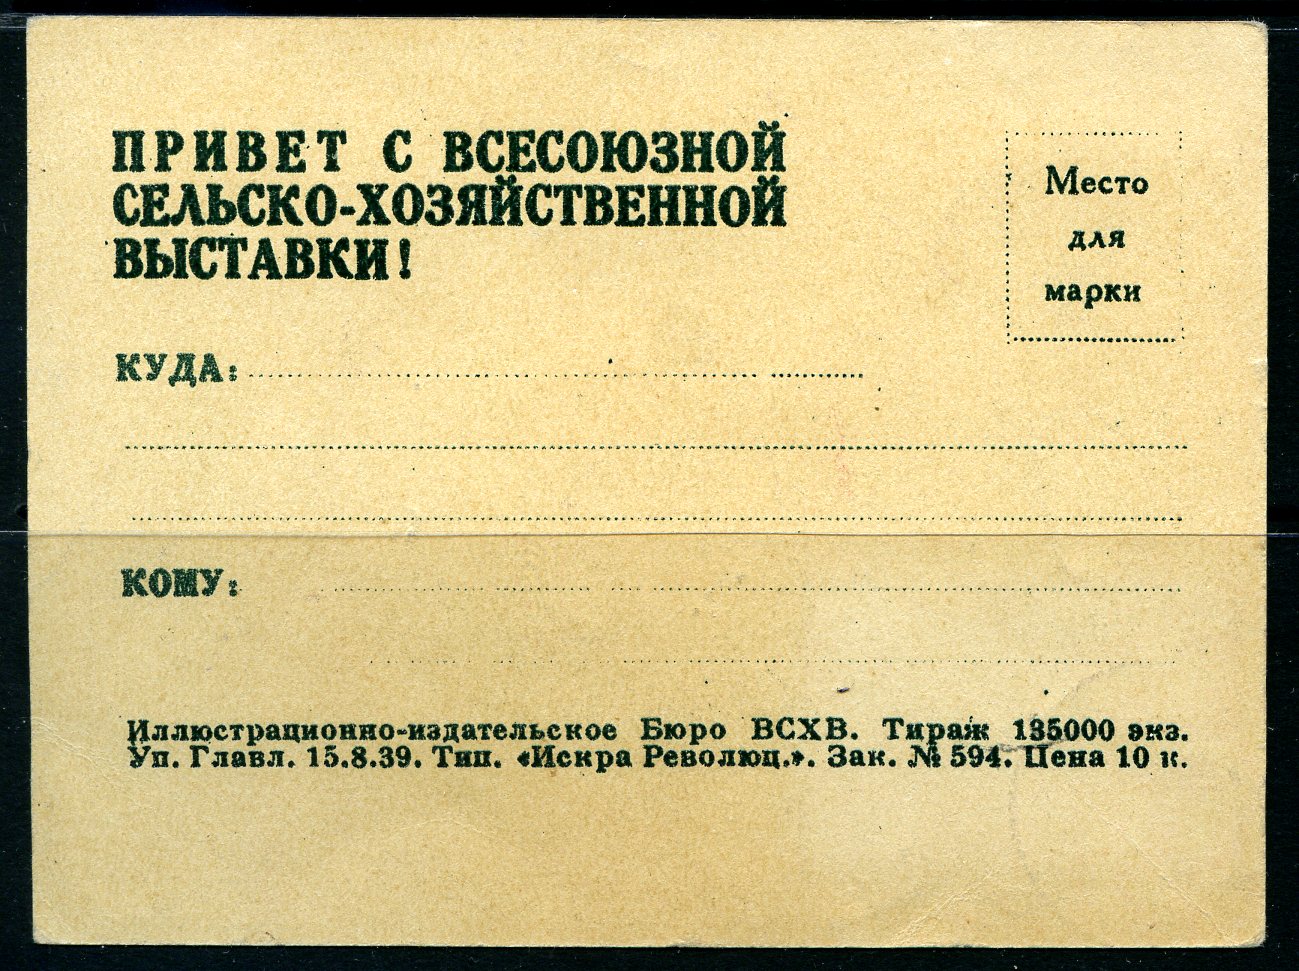 ПРИВЕТ С ВСЕСОЮЗНОЙ
СЕЛЬСКО-ХОЗЯЙСТВЕННОЙ
ВЫСТАВКИ!
Место
для
марки
КУДА:
КОМУ:
Иллюстрационно-издательское Бюро ВСХВ. Тираж 135000 экз.
Уп. Главл. 15.8.39. Тип. «Искра Революц.». Зак. № 594. Цена 10 к.